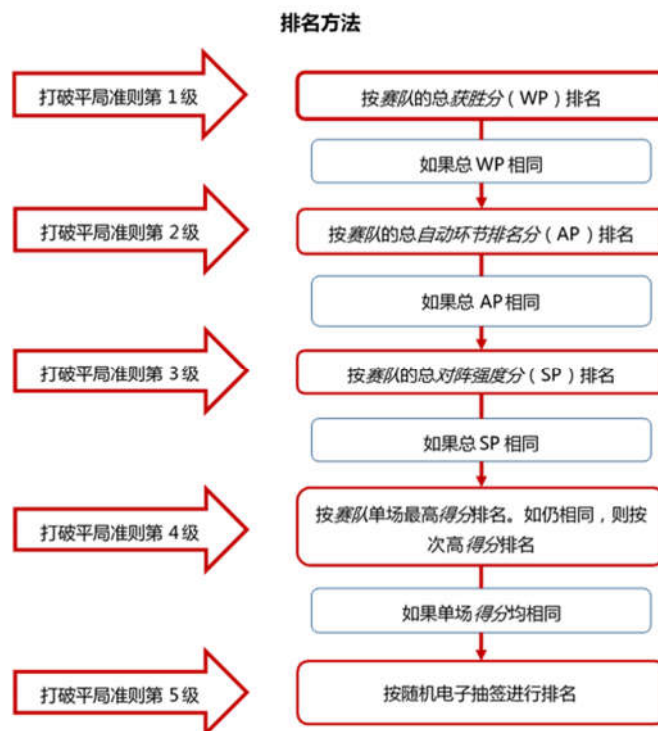 排名方法
打破平局准则第 1级
按赛队的总获胜分（WP）排名
如果总 WP 相同
打破平局准则第 2级
按赛队的总自动环节排名分（AP）排名
如果总 AP相同
打破平局准则第 3级
按赛队的总对阵强度分（SP）排名
如果总 SP 相同
打破平局准则第 4级
按赛队单场最高得分排名。如仍相同，则按
次高得分排名
如果单场得分均相同
打破平局准则第 5级
按随机电子抽签进行排名